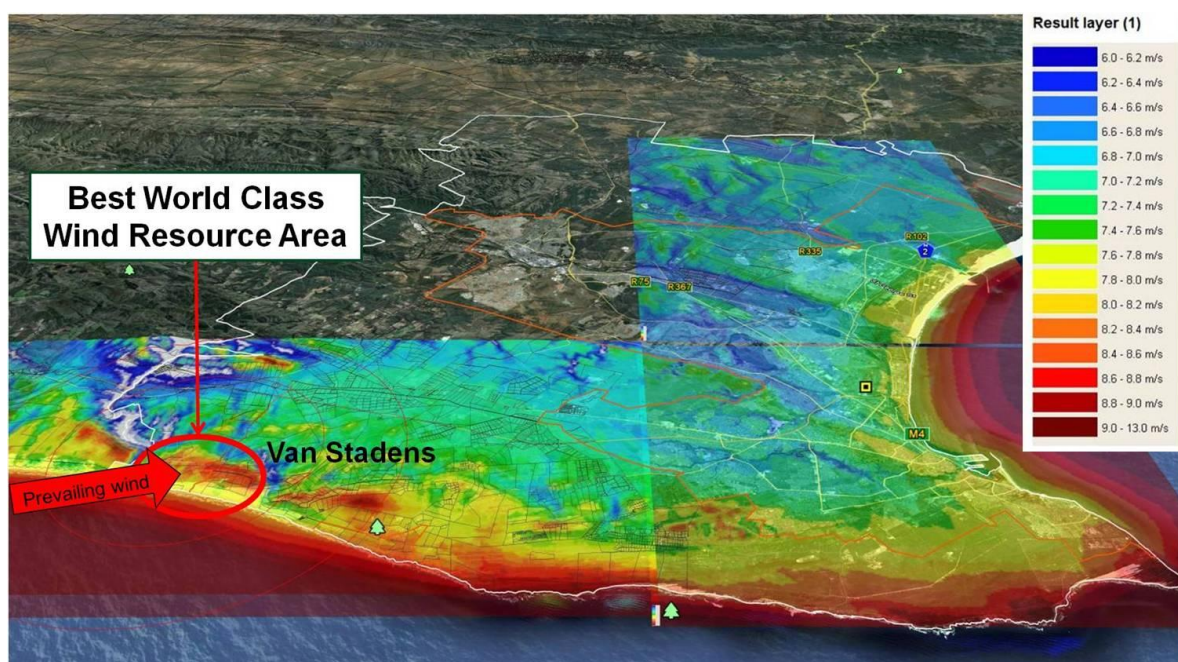 Result layer (1)
6.0 - 6.2 m/s
6.2 - 6.4 m/s
6.4 - 6.6 m/s
6.6 - 6.8 m/s
6.8 - 7.0 m/s
7.0 - 7.2 m/s
7.2 - 7.4 m/s
7.4 - 7.6 m/s
7.6 - 7.8 m/s
7.8 - 8.0 m/s
8.0 - 8.2 m/s
8.2 - 8.4 m/s
8.4 - 8.6 m/s
8.6 - 8.8 m/s
8.8 - 9.0 m/s
9.0 - 13.0 m/s
Best World Class
Wind Resource Area
R102
R335
2
R75
R367
M4
Van Stadens
Prevailing wind